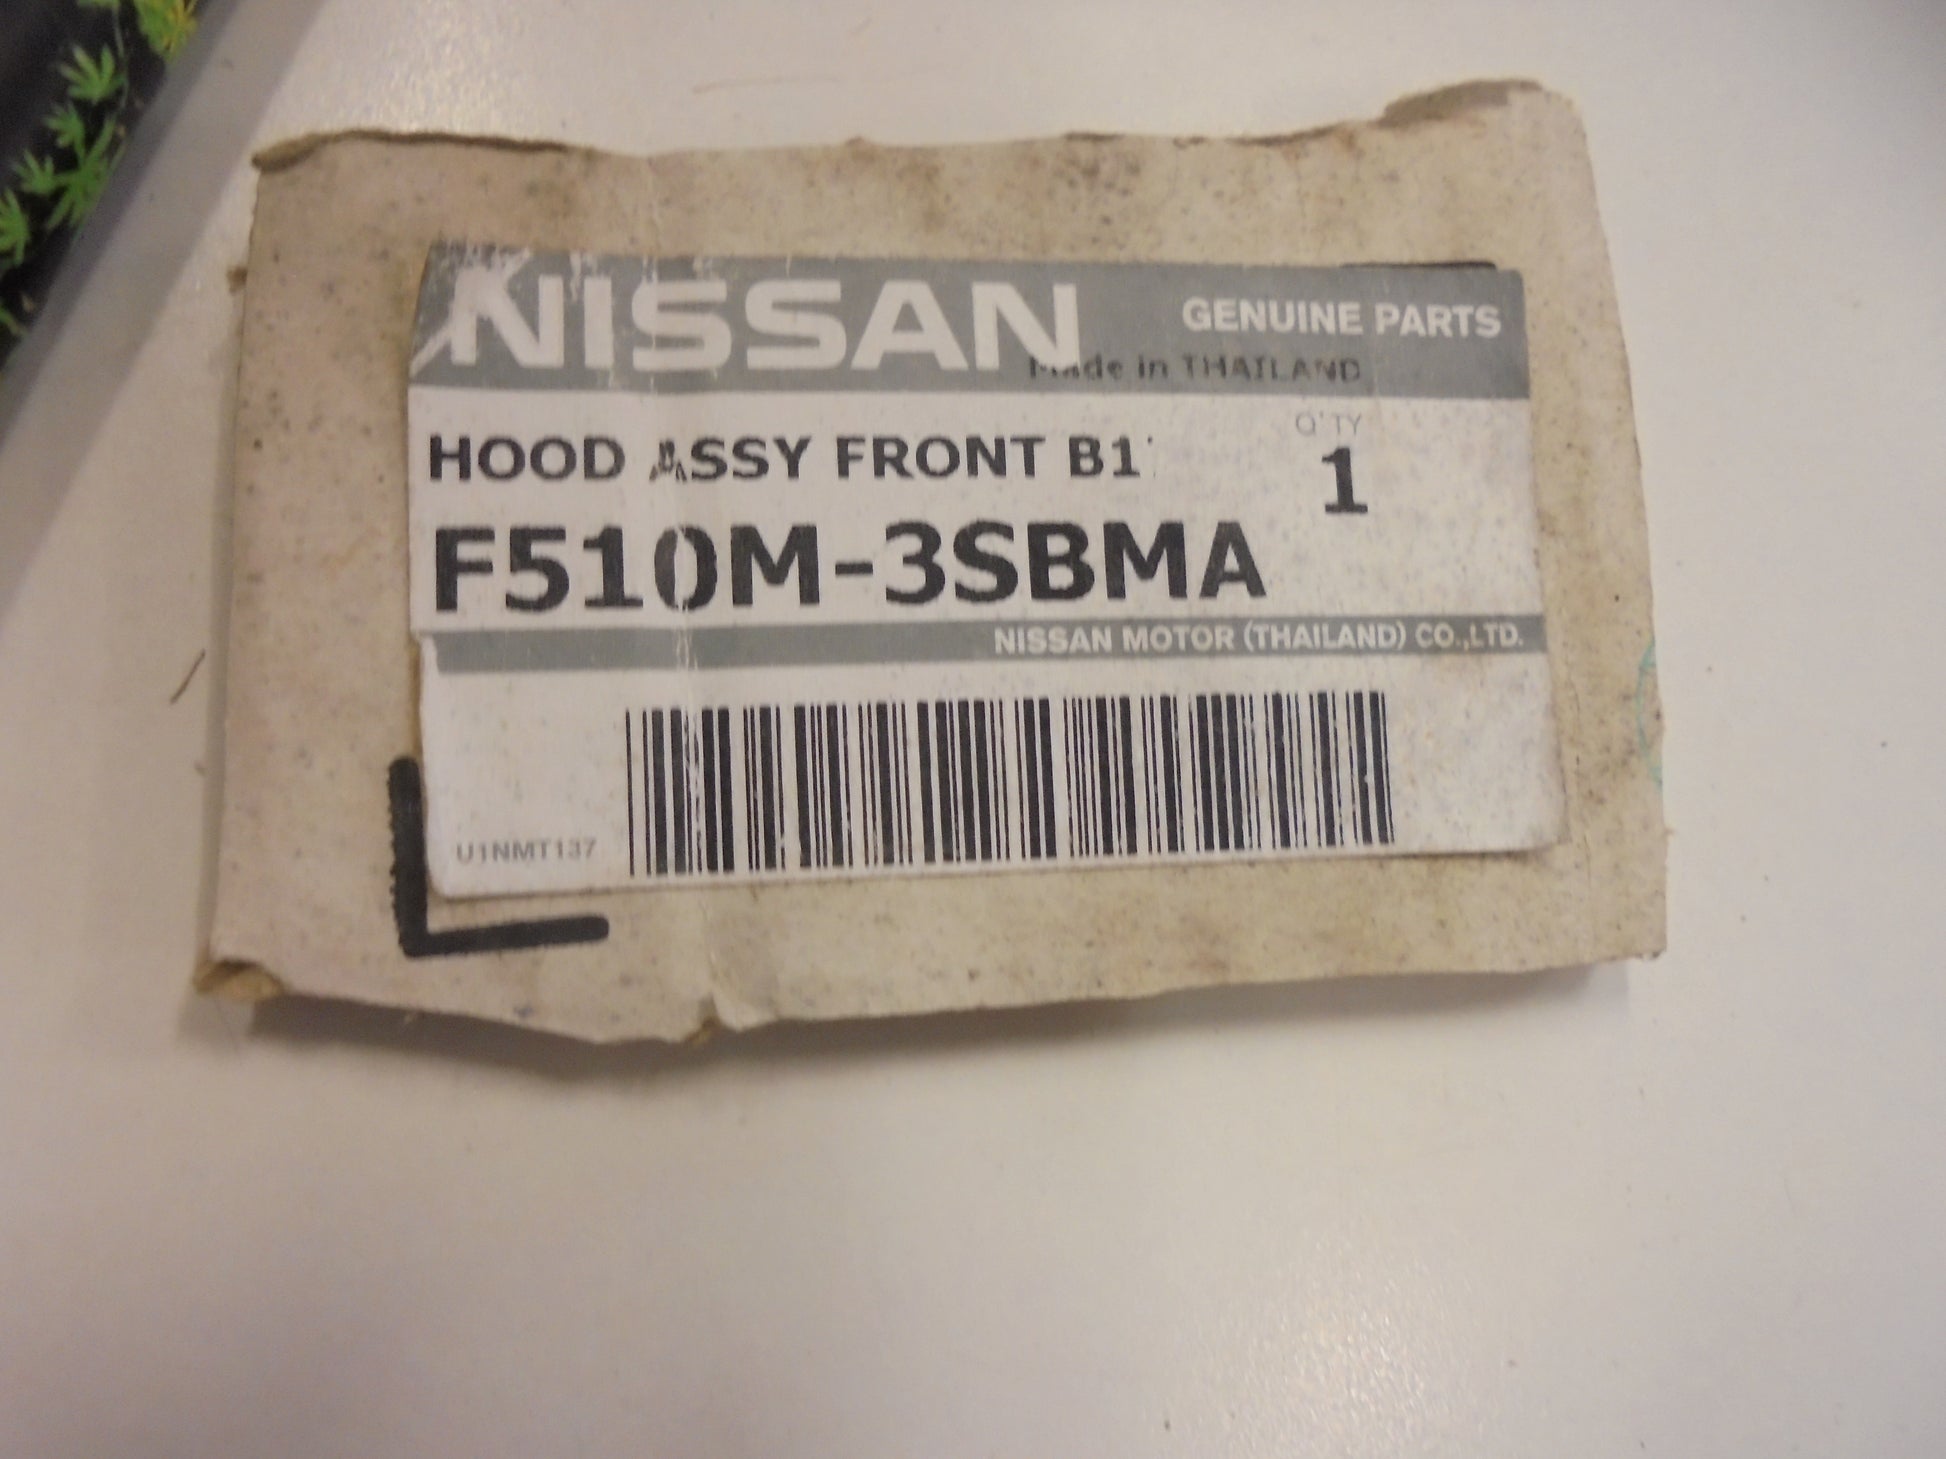 NISSAN GENUINE PARTS
Made in THAILAND
Q'TY
HOOD ASSY FRONT B1
1
F510M-3SBMA
NISSAN MOTOR (THAILAND) CO.,LTD.
U1NMT137